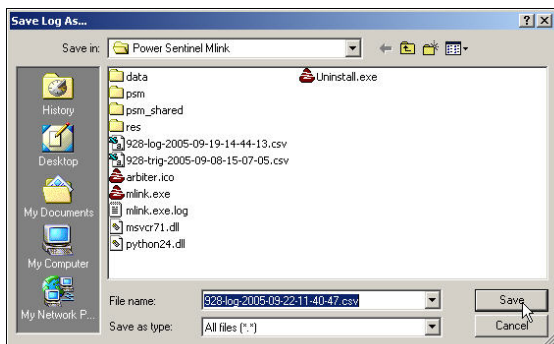 Save Log As...
Save in:
Power Sentinel Mlink
History
Desktop
My Documents
My Computer
My Network P...
data
psm
psm_shared
res
928-log-2005-09-19-14-44-13.csv
928-trig-2005-09-08-15-07-05.csv
arbiter.ico
mlink.exe
mlink.exe.log
msvcr71.dll
python24.dll
Uninstall.exe
File name:
928-log-2005-09-22-11-40-47.csv
Save
Save as type:
All files (*.*)
Cancel